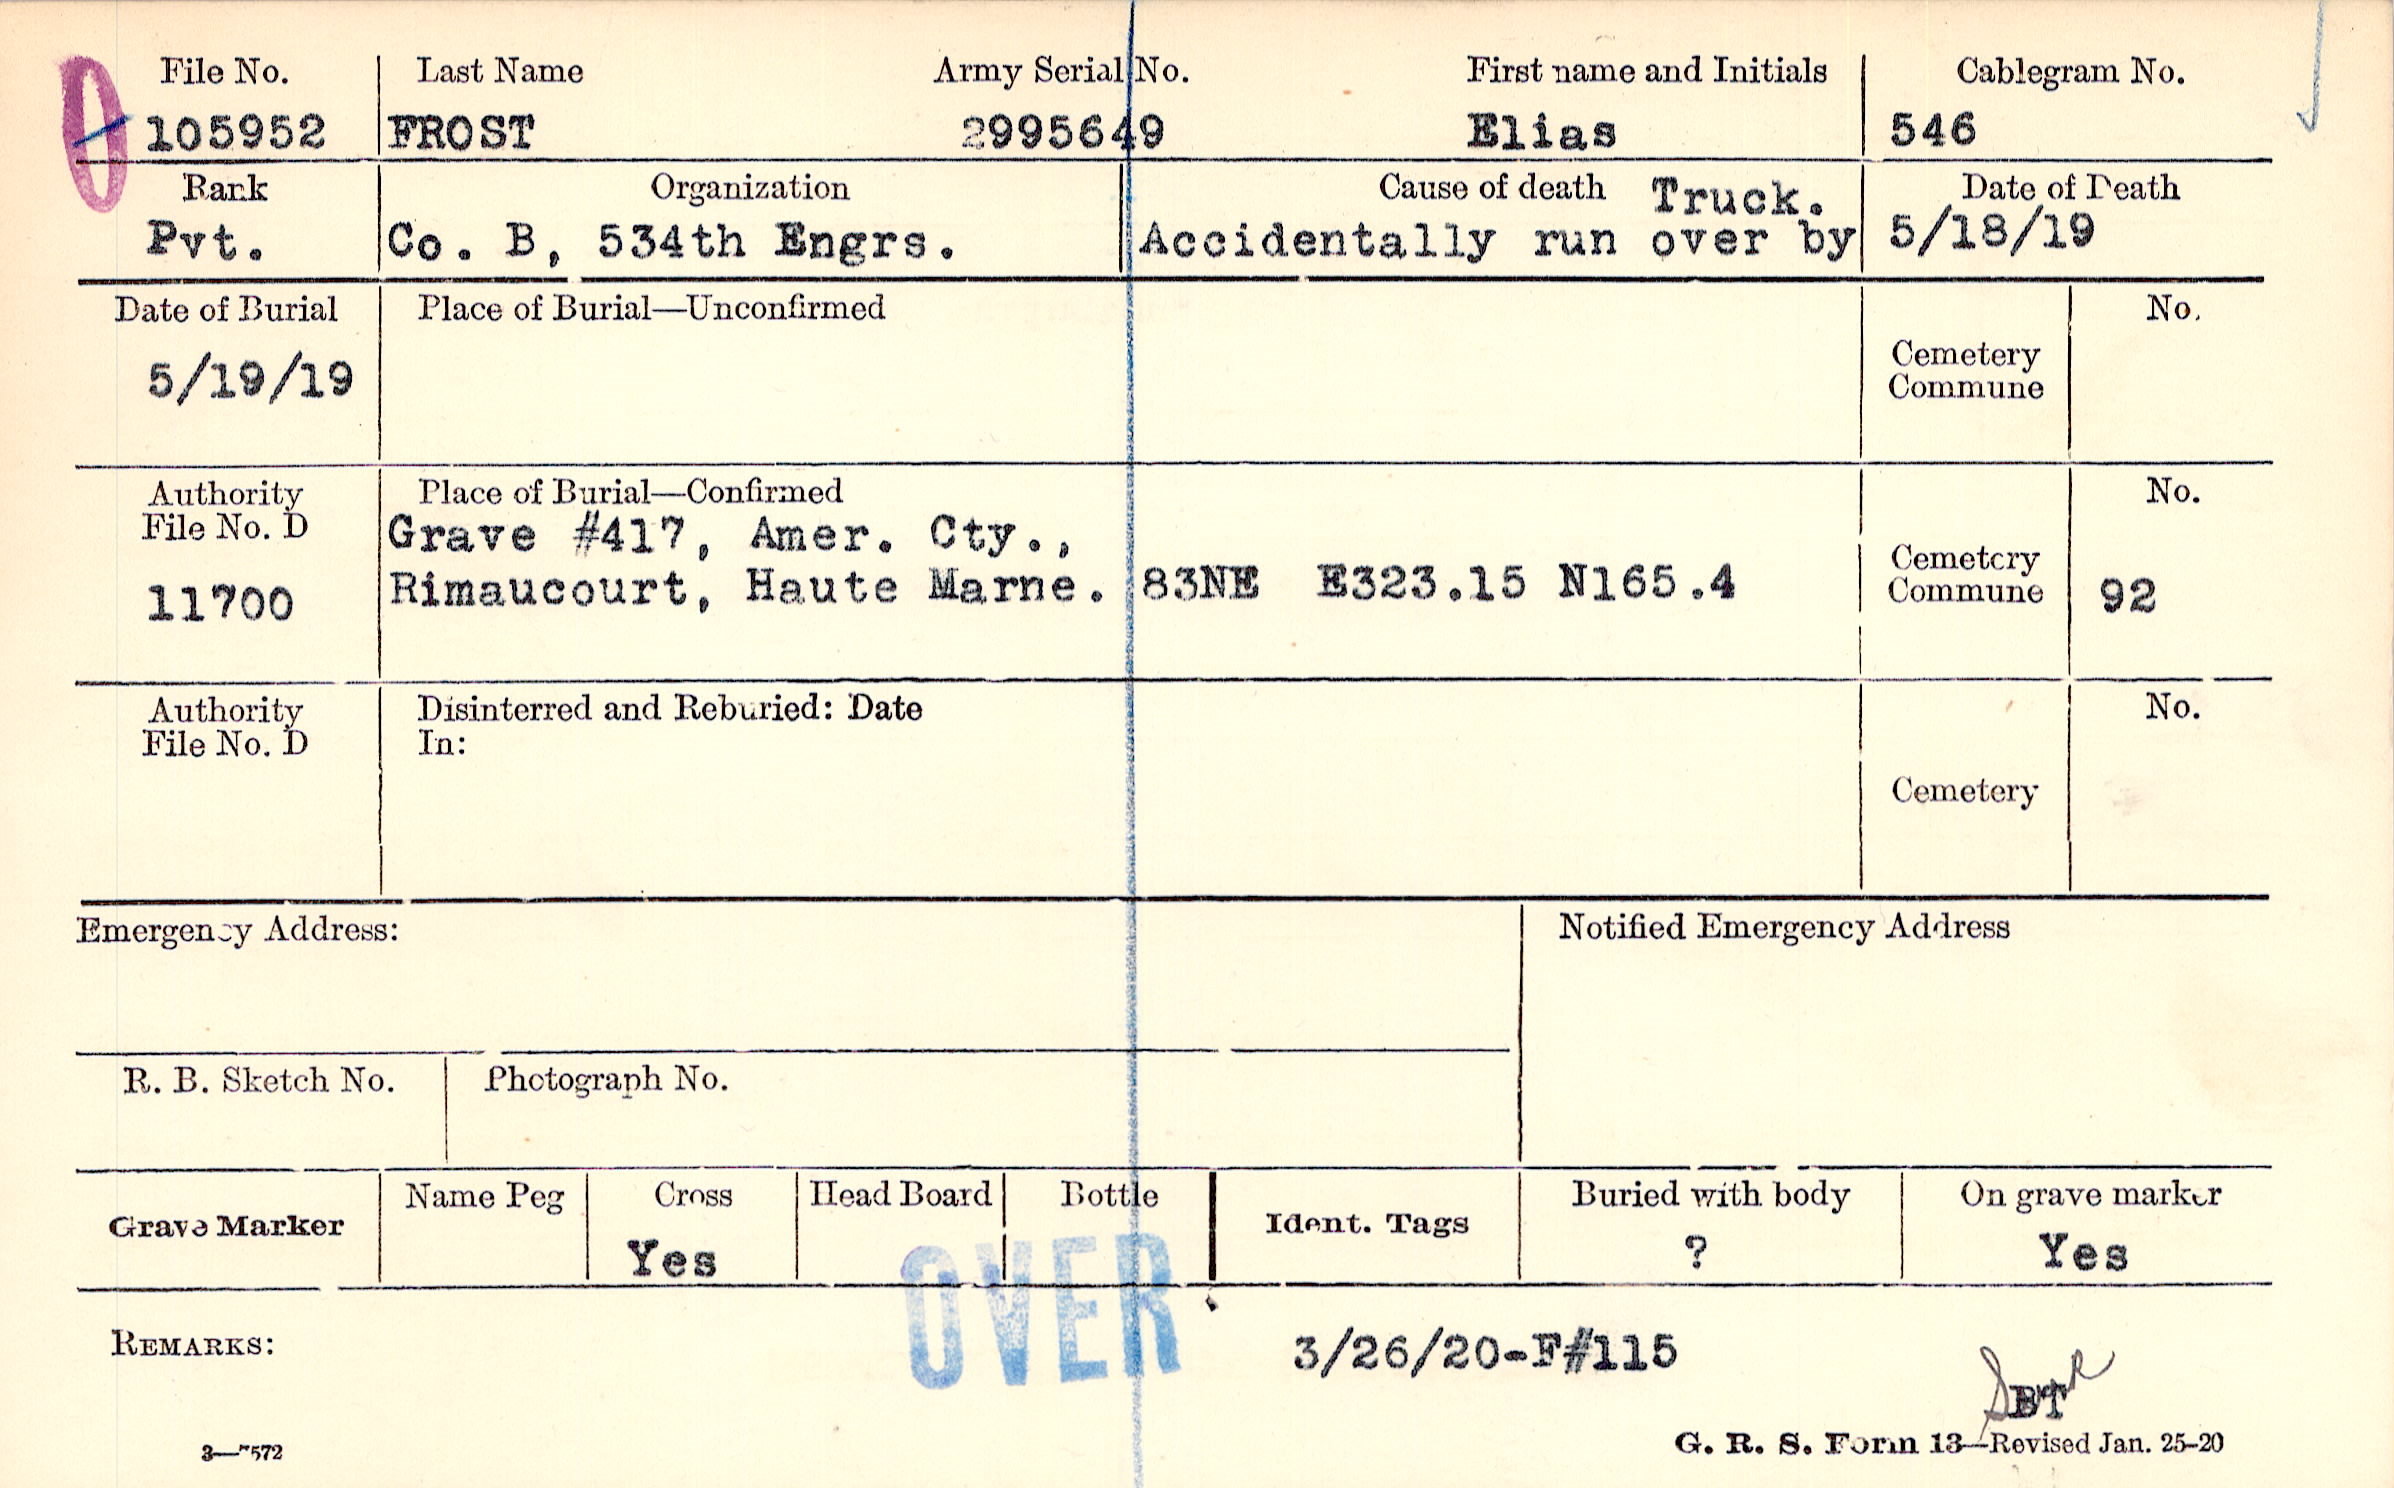 File No. Last Name Army Serial No. First name and Initials Cablegram No.
105952 FROST 2995649 Elias 546
Rank Organization Cause of death Truck. Date of Death
Pvt. Co. B, 534th Engrs. Accidentally run over by 5/18/19
Date of Burial Place of Burial—Unconfirmed No.
5/19/19
Cemetery
Commune
Authority Place of Burial—Confirmed No.
File No. D Grave #417, Amer. Cty.,
11700 Rimaucourt, Haute Marne. 83NE E323.15 N165.4
Cemetery
Commune 92
Authority Disinterred and Reburied: Date No.
File No. D In:
Cemetery
Emergency Address: Notified Emergency Address
R. B. Sketch No. Photograph No.
Grave Marker Name Peg Cross Head Board Bottle Ident. Tags Buried with body On grave marker
Yes ? Yes
OVER
REMARKS: 3/26/20-F#115
BT
3—7572 G. R. S. Form 13—Revised Jan. 25-20